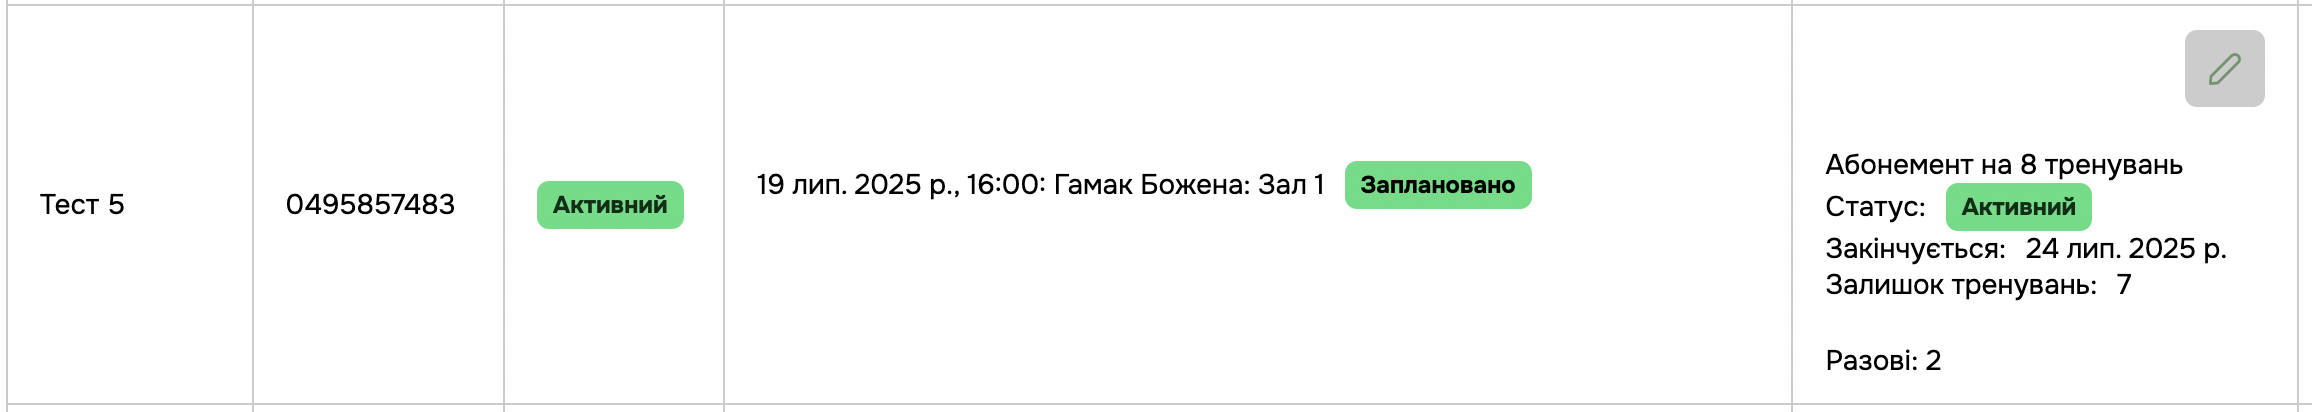 Тест 5
0495857483
Активний
19 лип. 2025 р., 16:00: Гамак Божена: Зал 1 Заплановано
Абонемент на 8 тренувань
Статус: Активний
Закінчується: 24 лип. 2025 р.
Залишок тренувань: 7
Разові: 2